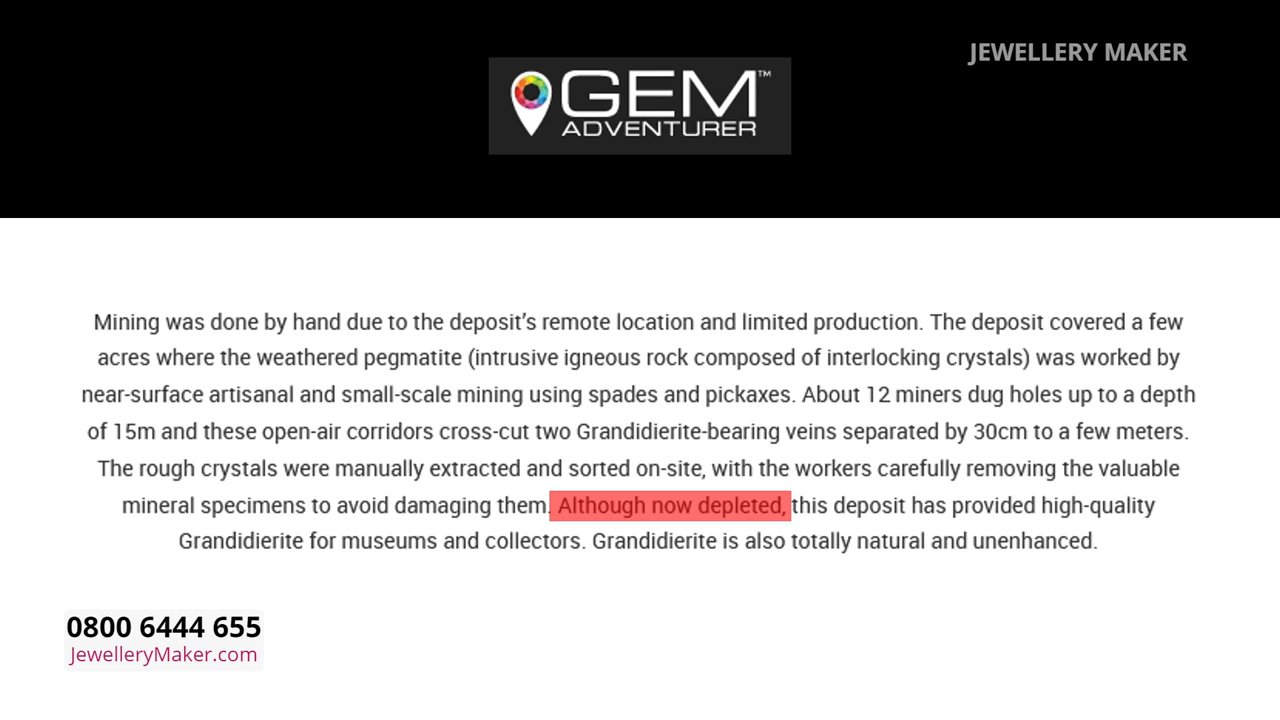 JEWELLERY MAKER
GEM™
ADVENTURER
Mining was done by hand due to the deposit’s remote location and limited production. The deposit covered a few
acres where the weathered pegmatite (intrusive igneous rock composed of interlocking crystals) was worked by
near-surface artisanal and small-scale mining using spades and pickaxes. About 12 miners dug holes up to a depth
of 15m and these open-air corridors cross-cut two Grandidierite-bearing veins separated by 30cm to a few meters.
The rough crystals were manually extracted and sorted on-site, with the workers carefully removing the valuable
mineral specimens to avoid damaging them. Although now depleted, this deposit has provided high-quality
Grandidierite for museums and collectors. Grandidierite is also totally natural and unenhanced.
0800 6444 655
JewelleryMaker.com